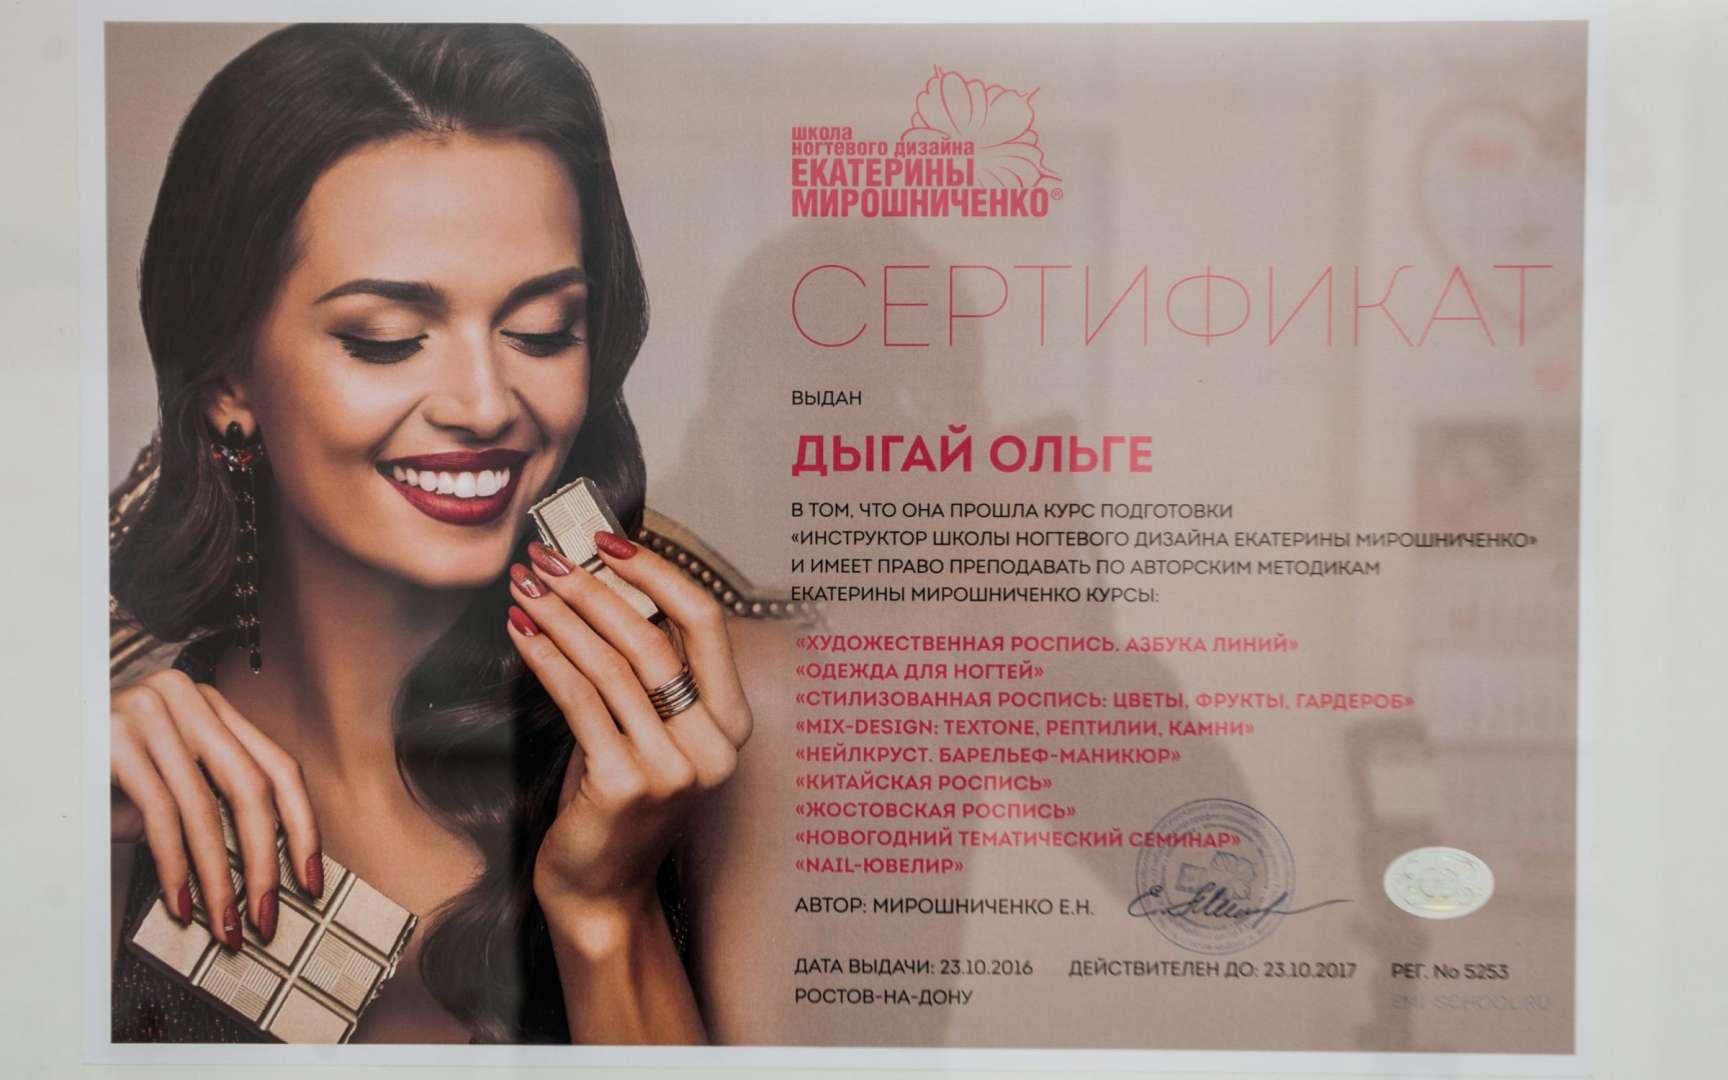 школа
ногтевого дизайна
ЕКАТЕРИНЫ
МИРОШНИЧЕНКО®
СЕРТИФИКАТ
ВЫДАН
ДЫГАЙ ОЛЬГЕ
В ТОМ, ЧТО ОНА ПРОШЛА КУРС ПОДГОТОВКИ
«ИНСТРУКТОР ШКОЛЫ НОГТЕВОГО ДИЗАЙНА ЕКАТЕРИНЫ МИРОШНИЧЕНКО»
И ИМЕЕТ ПРАВО ПРЕПОДАВАТЬ ПО АВТОРСКИМ МЕТОДИКАМ
ЕКАТЕРИНЫ МИРОШНИЧЕНКО КУРСЫ:
«ХУДОЖЕСТВЕННАЯ РОСПИСЬ. АЗБУКА ЛИНИЙ»
«ОДЕЖДА ДЛЯ НОГТЕЙ»
«СТИЛИЗОВАННАЯ РОСПИСЬ: ЦВЕТЫ, ФРУКТЫ, ГАРДЕРОБ»
«MIX-DESIGN: TEXTONE, РЕПТИЛИИ, КАМНИ»
«НЕЙЛКРУСТ. БАРЕЛЬЕФ-МАНИКЮР»
«КИТАЙСКАЯ РОСПИСЬ»
«ЖОСТОВСКАЯ РОСПИСЬ»
«НОВОГОДНИЙ ТЕМАТИЧЕСКИЙ СЕМИНАР»
«NAIL-ЮВЕЛИР»
АВТОР: МИРОШНИЧЕНКО Е.Н.
ДАТА ВЫДАЧИ: 23.10.2016 ДЕЙСТВИТЕЛЕН ДО: 23.10.2017 РЕГ. No 5253
РОСТОВ-НА-ДОНУ EMI-SCHOOL.RU